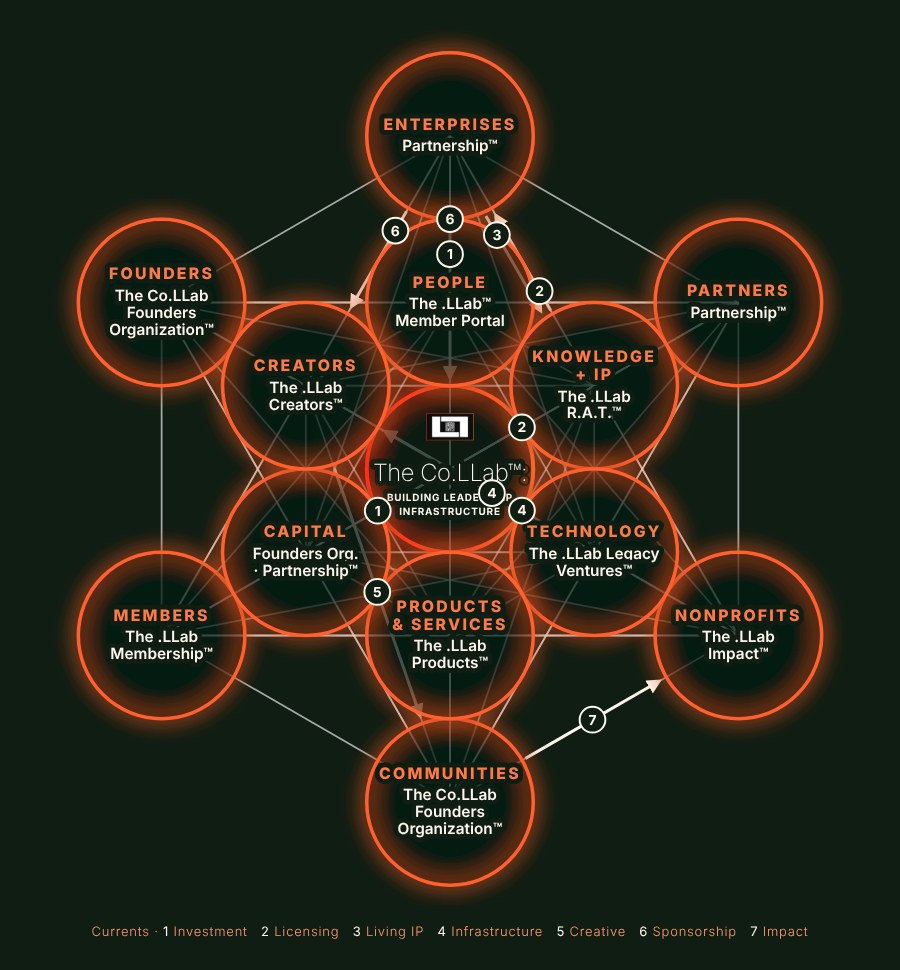 ENTERPRISES
Partnership™
6
6
3
1
FOUNDERS
The Co.LLab
Founders
Organization™
PEOPLE
The .LLab™
Member Portal
2
PARTNERS
Partnership™
CREATORS
The .LLab
Creators™
KNOWLEDGE
+ IP
The .LLab
R.A.T.™
2
The Co.LLab™:
4
BUILDING LEADE P
INFRASTRUCTURE
1
4
CAPITAL
Founders Org.
· Partnership™
TECHNOLOGY
The .LLab Legacy
Ventures™
5
MEMBERS
The .LLab
Membership™
PRODUCTS
& SERVICES
The .LLab
Products™
NONPROFITS
The .LLab
Impact™
7
COMMUNITIES
The Co.LLab
Founders
Organization™
Currents · 1 Investment 2 Licensing 3 Living IP 4 Infrastructure 5 Creative 6 Sponsorship 7 Impact